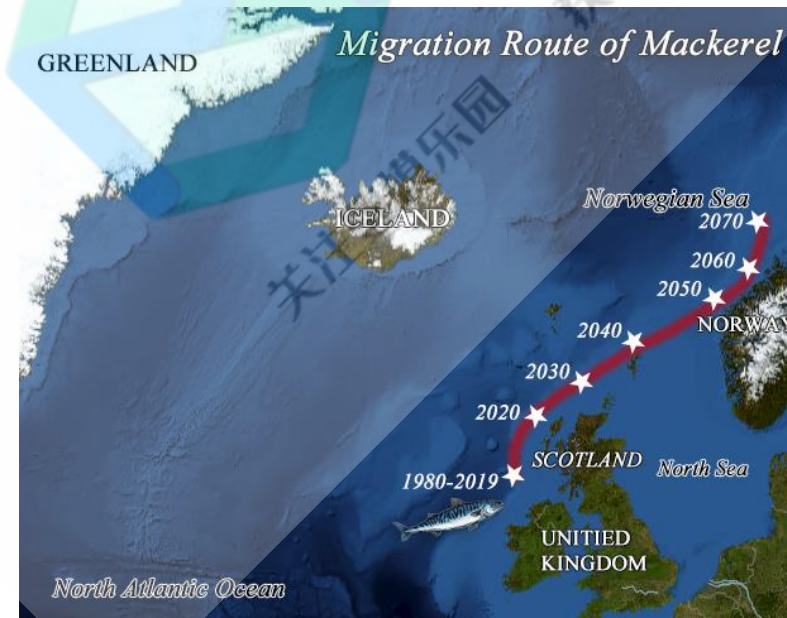 Migration Route of Mackerel
GREENLAND
ICELAND
Norwegian Sea
2070
2060
2050
NORWAY
2040
2030
2020
SCOTLAND
North Sea
1980-2019
UNITIED
KINGDOM
North Atlantic Ocean